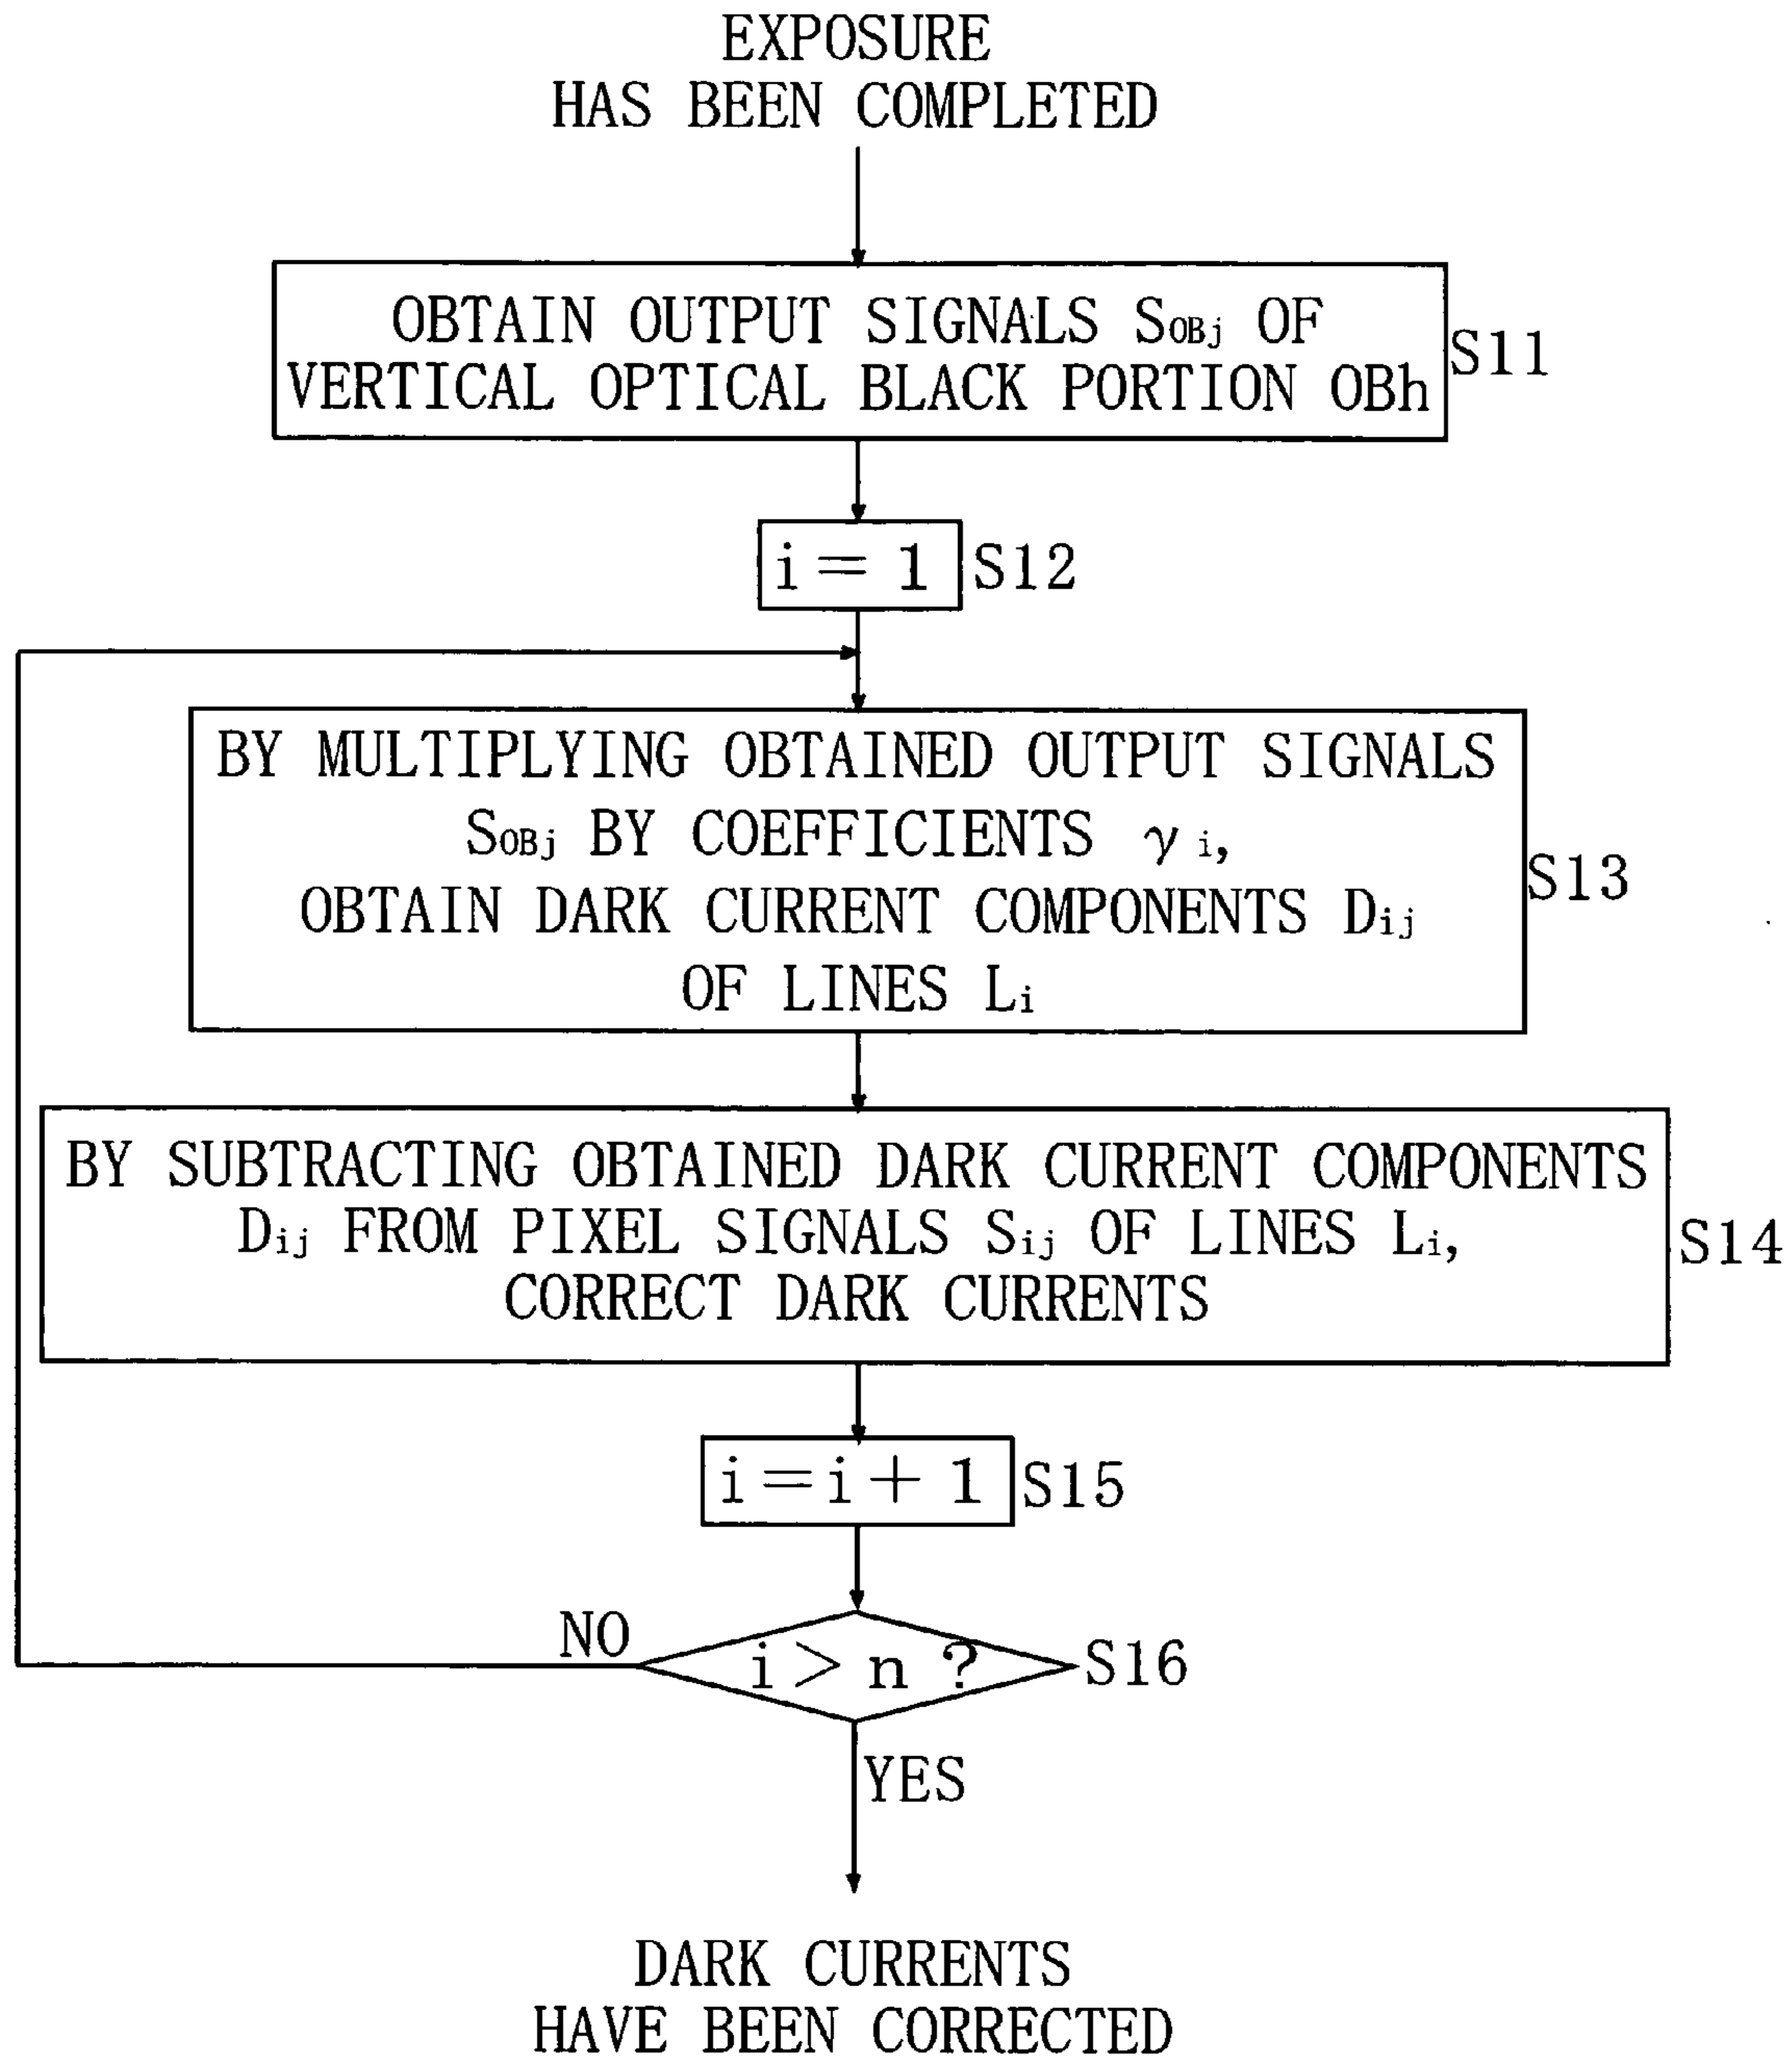 EXPOSURE
HAS BEEN COMPLETED
OBTAIN OUTPUT SIGNALS SOBj OF
VERTICAL OPTICAL BLACK PORTION OBh
S11
i = 1
S12
BY MULTIPLYING OBTAINED OUTPUT SIGNALS
SOBj BY COEFFICIENTS γi,
OBTAIN DARK CURRENT COMPONENTS Dij
OF LINES Li
S13
BY SUBTRACTING OBTAINED DARK CURRENT COMPONENTS
Dij FROM PIXEL SIGNALS Sij OF LINES Li,
CORRECT DARK CURRENTS
S14
i = i + 1
S15
NO
i > n ?
S16
YES
DARK CURRENTS
HAVE BEEN CORRECTED